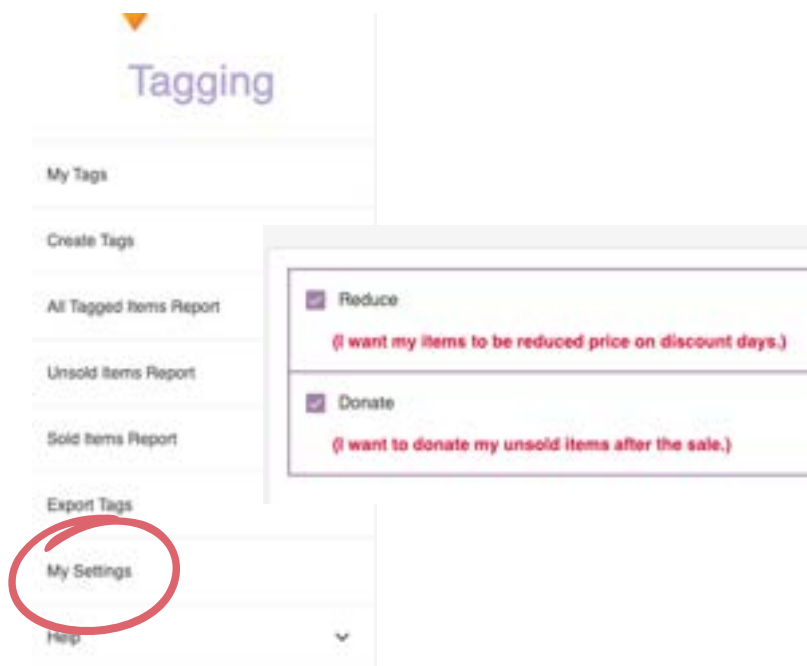 Tagging
My Tags
Create Tags
All Tagged Items Report
Unsold Items Report
Sold Items Report
Export Tags
My Settings
Help
Reduce
(I want my items to be reduced price on discount days.)
Donate
(I want to donate my unsold items after the sale.)